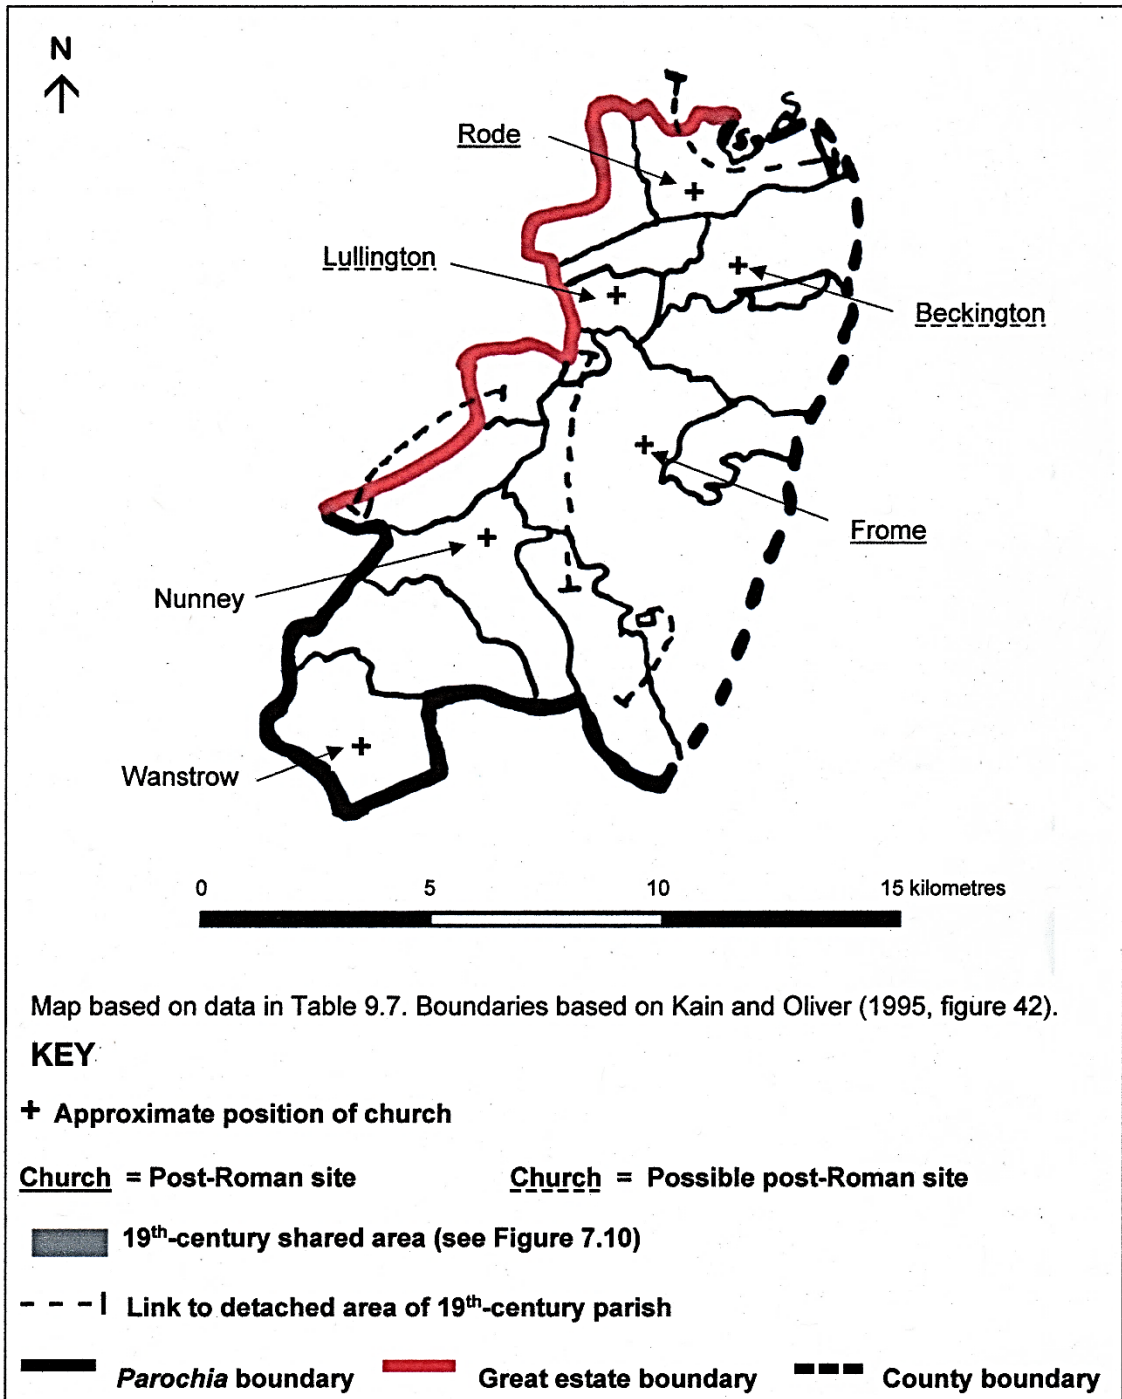 N
Rode
Lullington
Beckington
Frome
Nunney
Wanstrow
0 5 10 15 kilometres
Map based on data in Table 9.7. Boundaries based on Kain and Oliver (1995, figure 42).
KEY
+ Approximate position of church
Church = Post-Roman site Church = Possible post-Roman site
19th-century shared area (see Figure 7.10)
Link to detached area of 19th-century parish
Parochia boundary Great estate boundary County boundary